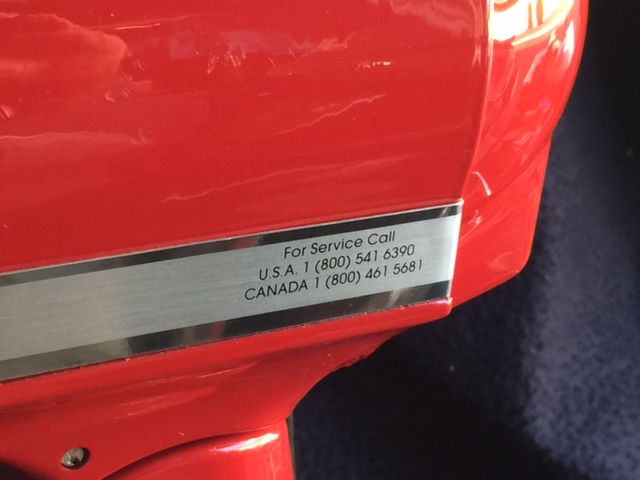 For Service Call
U.S.A. 1 (800) 541 6390
CANADA 1 (800) 461 5681